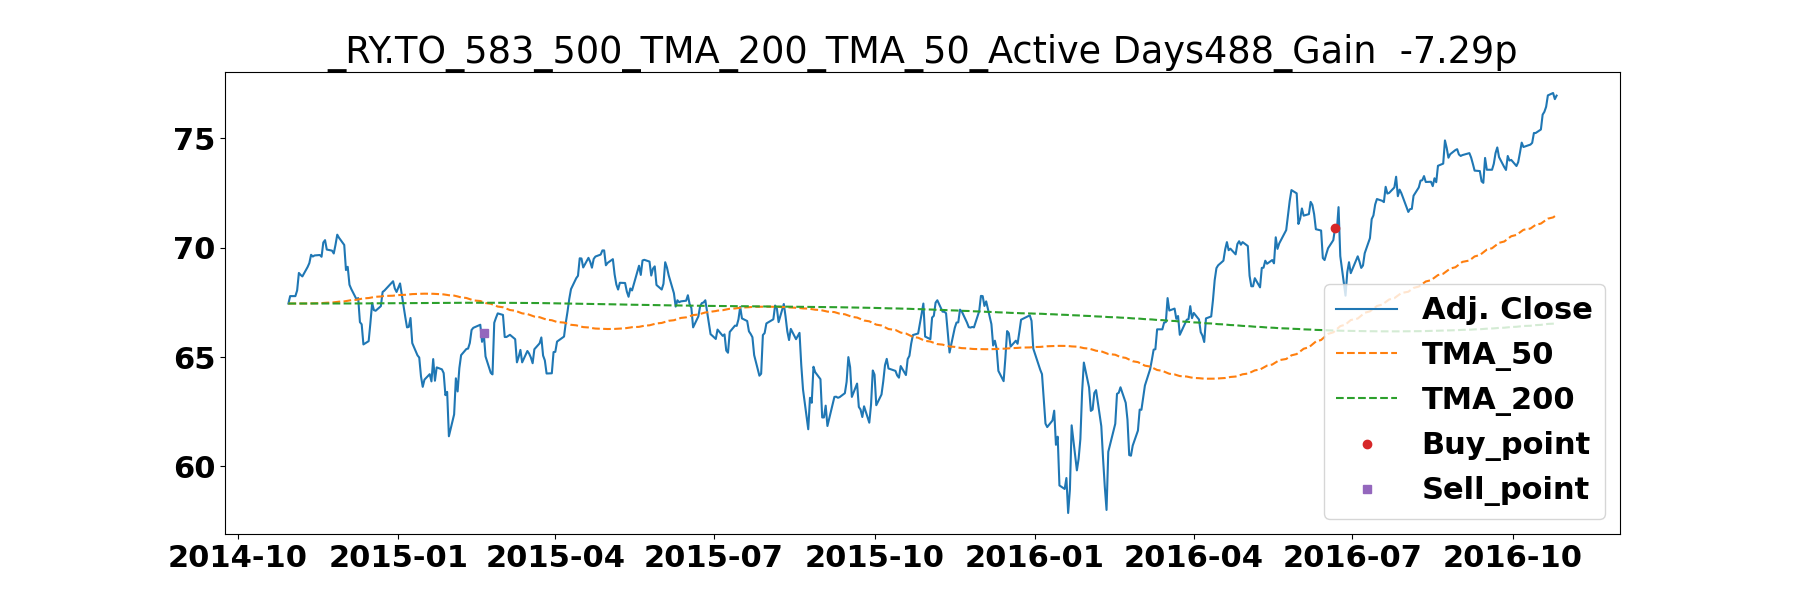 _RY.TO_583_500_TMA_200_TMA_50_Active Days488_Gain  -7.29p
75
70
65
60
Adj. Close
TMA_50
TMA_200
Buy_point
Sell_point
2014-10 2015-01 2015-04 2015-07 2015-10 2016-01 2016-04 2016-07 2016-10